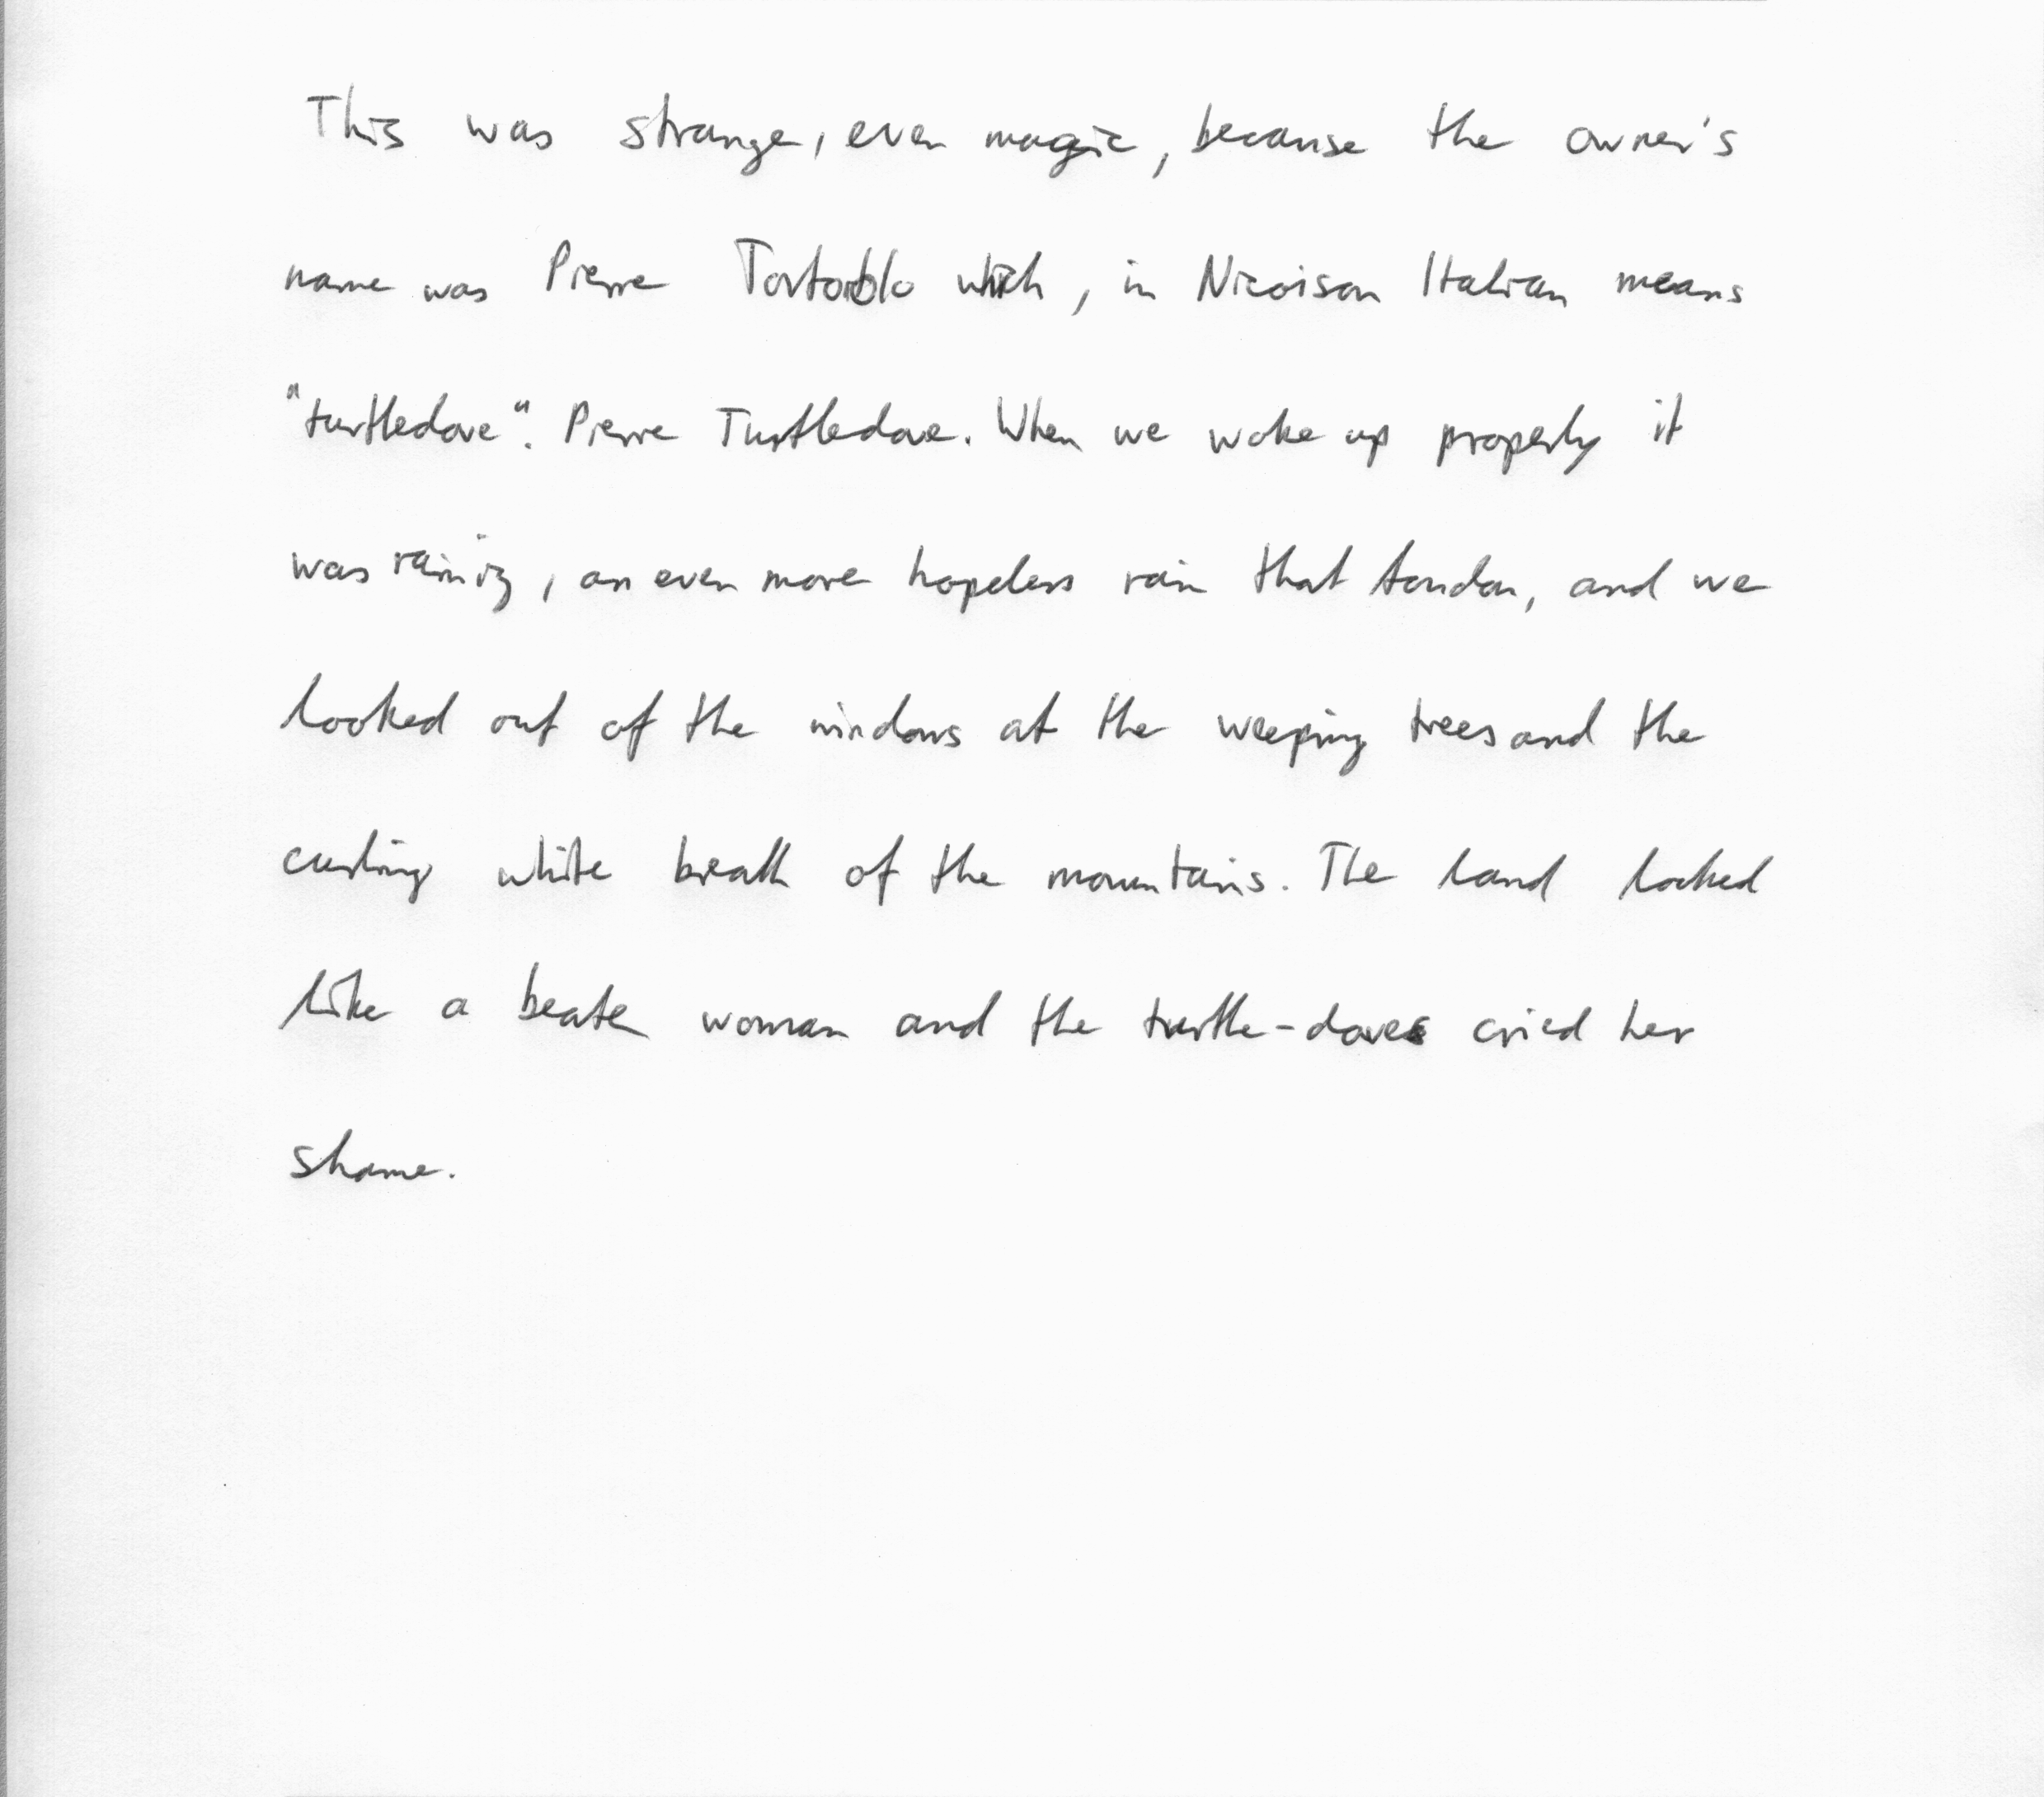 This was strange, even magic, because the owner's
name was Pierre which, in Nicoison Italian means
"turtledove". Pierre Turtledove. When we woke up properly it
was raining, an even more hopeless rain that London, and we
looked out of the windows at the weeping trees and the
curling white breath of the mountains. The land looked
like a beaten woman and the turtle-doves cried her
shame.